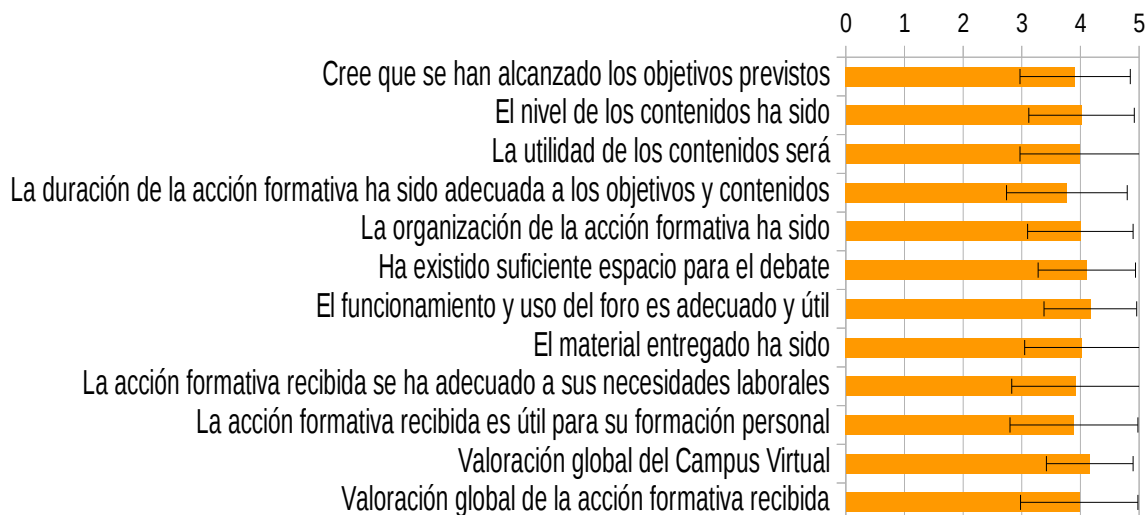 0 1 2 3 4 5
Cree que se han alcanzado los objetivos previstos
El nivel de los contenidos ha sido
La utilidad de los contenidos será
La duración de la acción formativa ha sido adecuada a los objetivos y contenidos
La organización de la acción formativa ha sido
Ha existido suficiente espacio para el debate
El funcionamiento y uso del foro es adecuado y útil
El material entregado ha sido
La acción formativa recibida se ha adecuado a sus necesidades laborales
La acción formativa recibida es útil para su formación personal
Valoración global del Campus Virtual
Valoración global de la acción formativa recibida